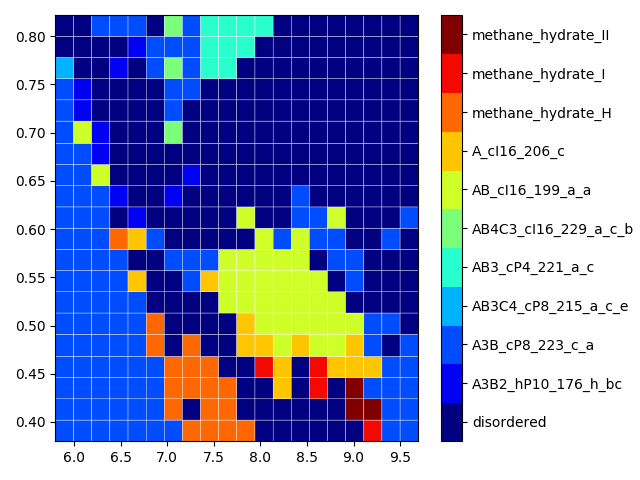 0.80
0.75
0.70
0.65
0.60
0.55
0.50
0.45
0.40
6.0 6.5 7.0 7.5 8.0 8.5 9.0 9.5
methane_hydrate_II
methane_hydrate_I
methane_hydrate_H
A_cI16_206_c
AB_cI16_199_a_a
AB4C3_cI16_229_a_c_b
AB3_cP4_221_a_c
AB3C4_cP8_215_a_c_e
A3B_cP8_223_c_a
A3B2_hP10_176_h_bc
disordered